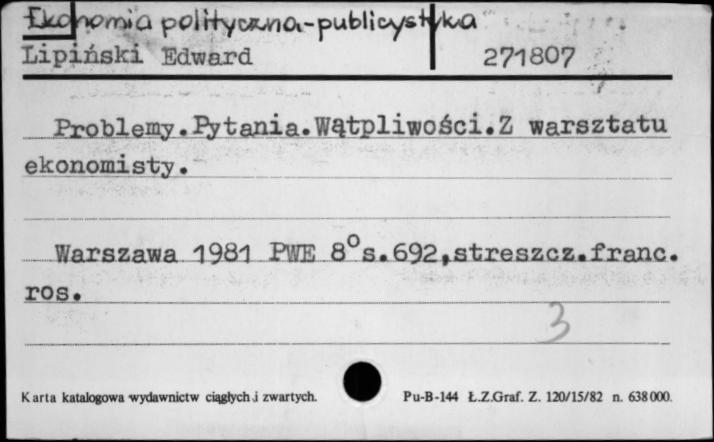 Ekonomia polityczna-publicystyka
Lipiński Edward 271807
Problemy.Pytania.Wątpliwości.Z warsztatu
ekonomisty.
Warszawa 1981 PWE 8°s.692,streszcz.franc.
ros.
3
Karta katalogowa wydawnictw ciągłych i zwartych. Pu-B-144 Ł.Z.Graf. Z. 120/15/82 n. 638000.